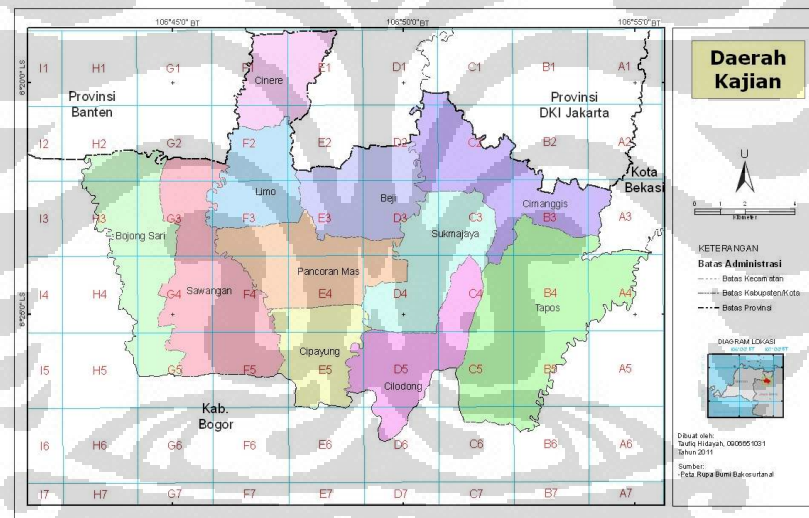 106°45'0" BT
106°50'0" BT
106°55'0" BT
6°20'0" LS
6°25'0" LS
I1 H1 G1 F1 E1 D1 C1 B1 A1
Cinere
Provinsi
Banten
Provinsi
DKI Jakarta
I2 H2 G2 F2 E2 D2 C2 B2 A2
Kota
Bekasi
Limo
Beji
Cimanggis
I3 H3 G3 F3 E3 D3 C3 B3 A3
Bojong Sari
Sukmajaya
Pancoran Mas
Sawangan
I4 H4 G4 F4 E4 D4 C4 B4 A4
Tapos
Cipayung
I5 H5 G5 F5 E5 D5 C5 B5 A5
Cilodong
Kab.
Bogor
I6 H6 G6 F6 E6 D6 C6 B6 A6
I7 H7 G7 F7 E7 D7 C7 B7 A7
Daerah
Kajian
U
KETERANGAN
Batas Administrasi
Batas Kecamatan
Batas Kabupaten/Kota
Batas Provinsi
DIAGRAM LOKASI
Dibuat oleh:
Taufiq Hidayah, 0906651031
Tahun 2011
Sumber:
-Peta Rupa Bumi Bakosurtanal